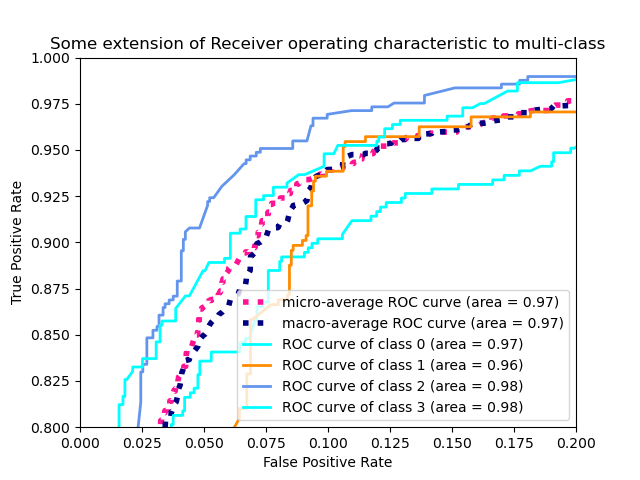 Some extension of Receiver operating characteristic to multi-class
1.000
0.975
0.950
0.925
0.900
0.875
0.850
0.825
0.800
True Positive Rate
micro-average ROC curve (area = 0.97)
macro-average ROC curve (area = 0.97)
ROC curve of class 0 (area = 0.97)
ROC curve of class 1 (area = 0.96)
ROC curve of class 2 (area = 0.98)
ROC curve of class 3 (area = 0.98)
0.000 0.025 0.050 0.075 0.100 0.125 0.150 0.175 0.200
False Positive Rate